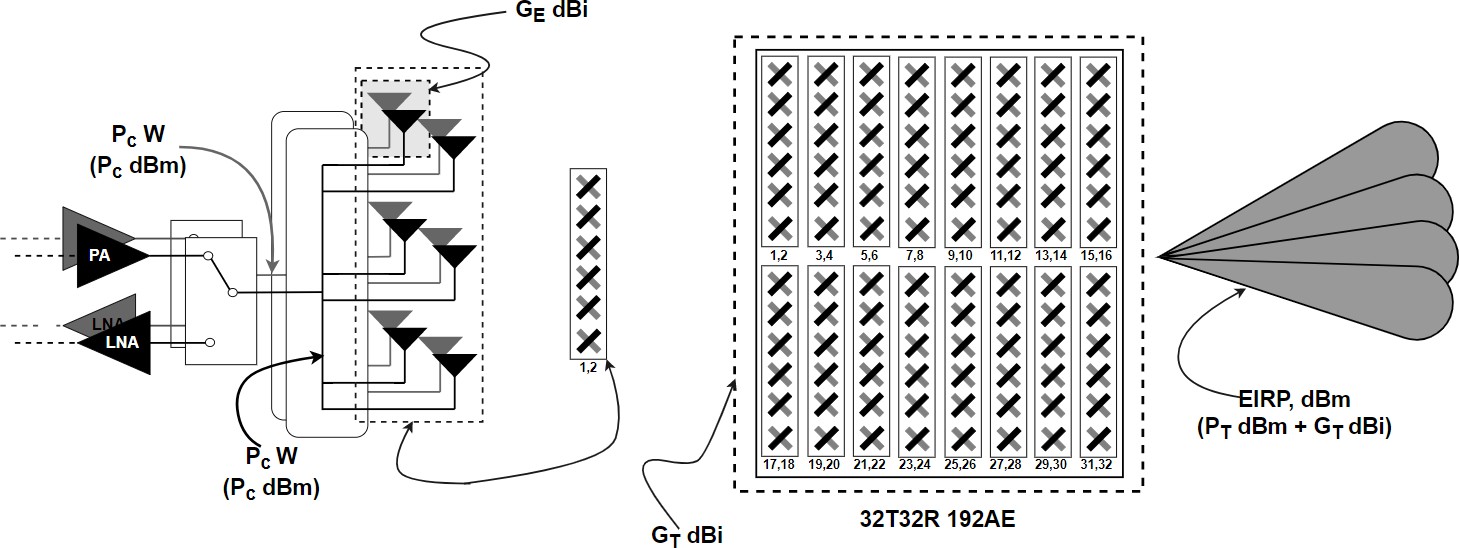 G_E dBi
P_C W
(P_C dBm)
PA
LNA
LNA
P_C W
(P_C dBm)
1,2
G_T dBi
1,2 3,4 5,6 7,8 9,10 11,12 13,14 15,16
17,18 19,20 21,22 23,24 25,26 27,28 29,30 31,32
32T32R 192AE
EIRP, dBm
(P_T dBm + G_T dBi)